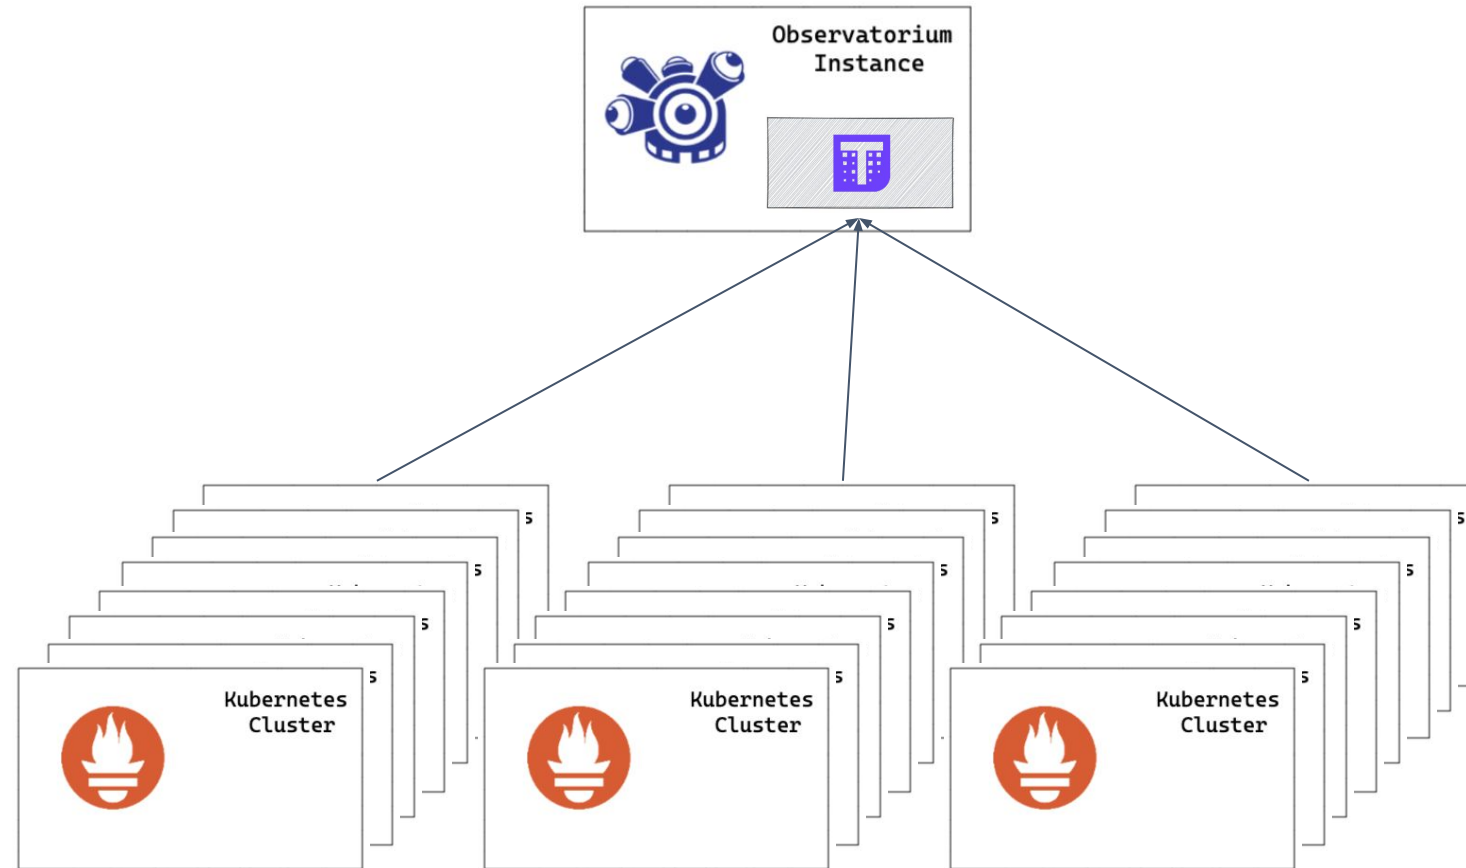 Observatorium
Instance
Kubernetes
Cluster
Kubernetes
Cluster
Kubernetes
Cluster